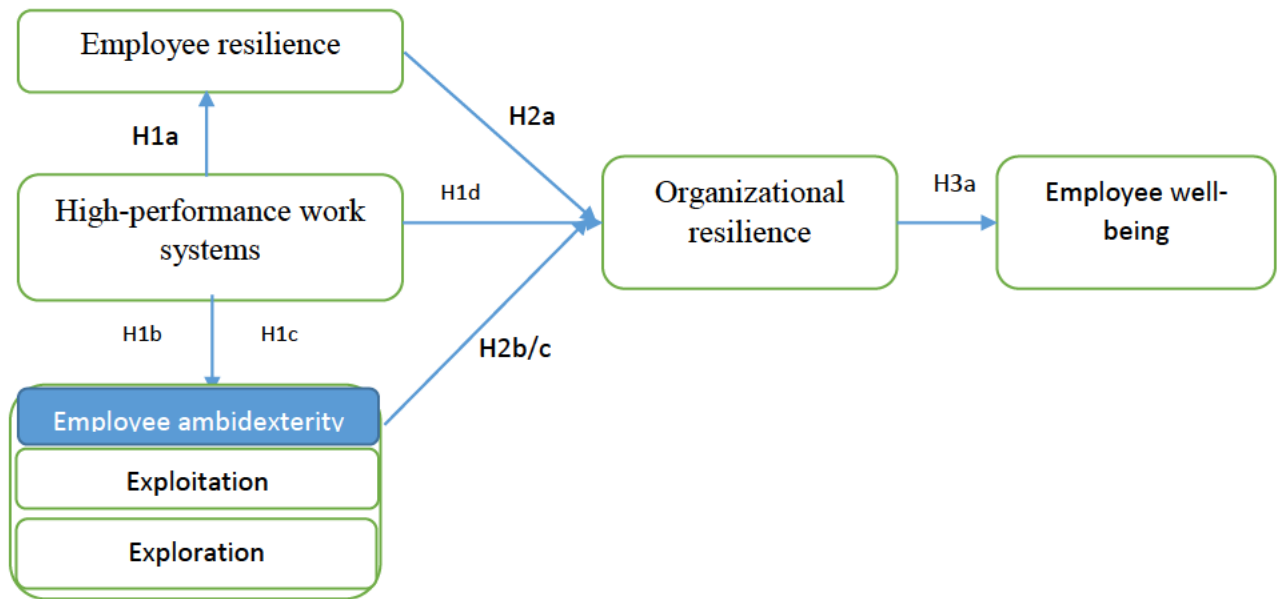 Employee resilience
H1a
H2a
High-performance work
systems
H1d
Organizational
resilience
H3a
Employee well-
being
H1b
H1c
H2b/c
Employee ambidexterity
Exploitation
Exploration